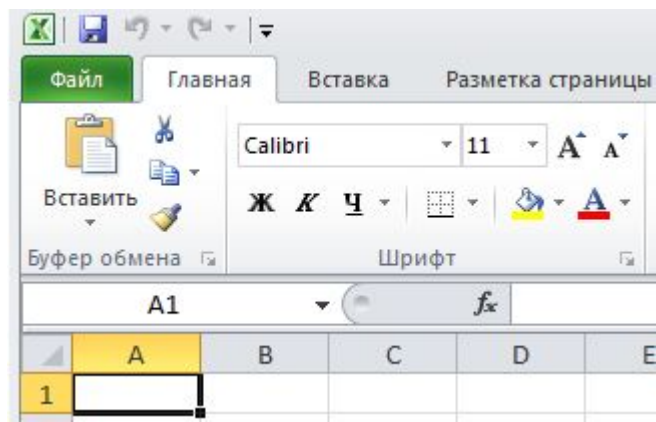 Файл Главная Вставка Разметка страницы
Calibri 11 А А
Вставить Ж К Ч А
Буфер обмена Шрифт
A1 fx
A B C D E
1